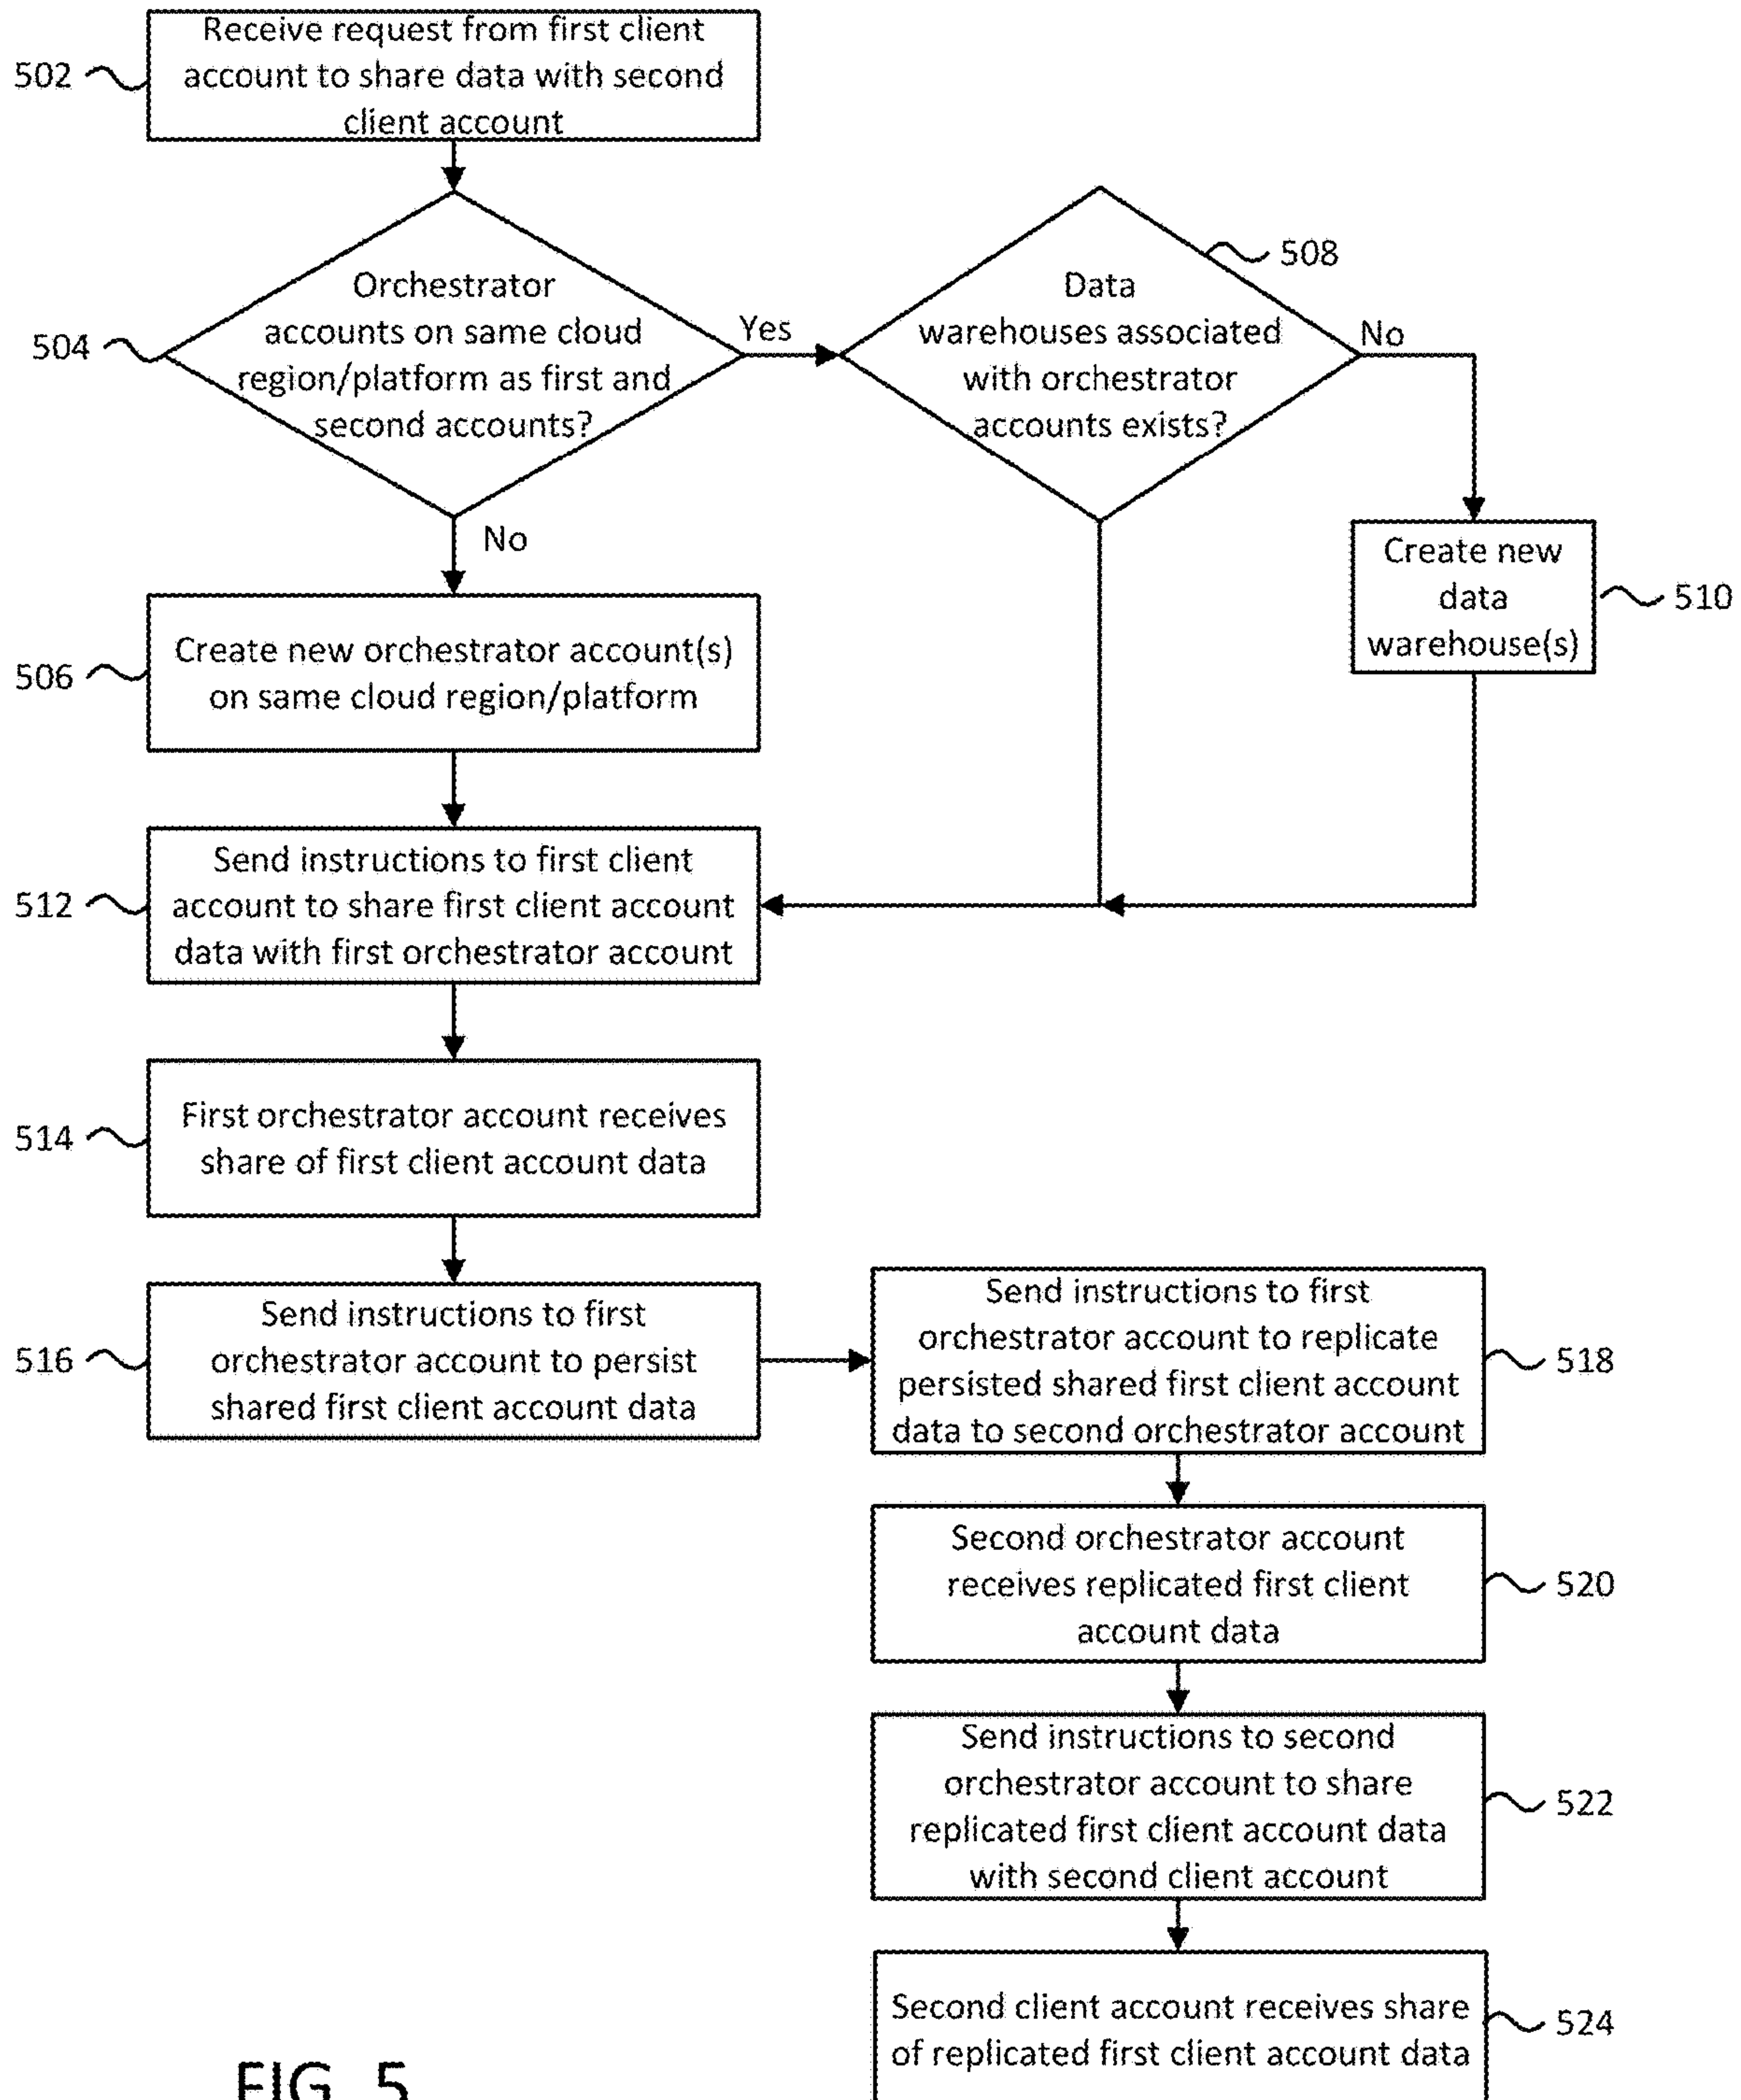 Receive request from first client
account to share data with second
client account
502
Orchestrator
accounts on same cloud
region/platform as first and
second accounts?
504
Yes
No
Data
warehouses associated
with orchestrator
accounts exists?
508
No
Create new
data
warehouse(s)
510
Create new orchestrator account(s)
on same cloud region/platform
506
Send instructions to first client
account to share first client account
data with first orchestrator account
512
First orchestrator account receives
share of first client account data
514
Send instructions to first
orchestrator account to persist
shared first client account data
516
Send instructions to first
orchestrator account to replicate
persisted shared first client account
data to second orchestrator account
518
Second orchestrator account
receives replicated first client
account data
520
Send instructions to second
orchestrator account to share
replicated first client account data
with second client account
522
Second client account receives share
of replicated first client account data
524
FIG. 5